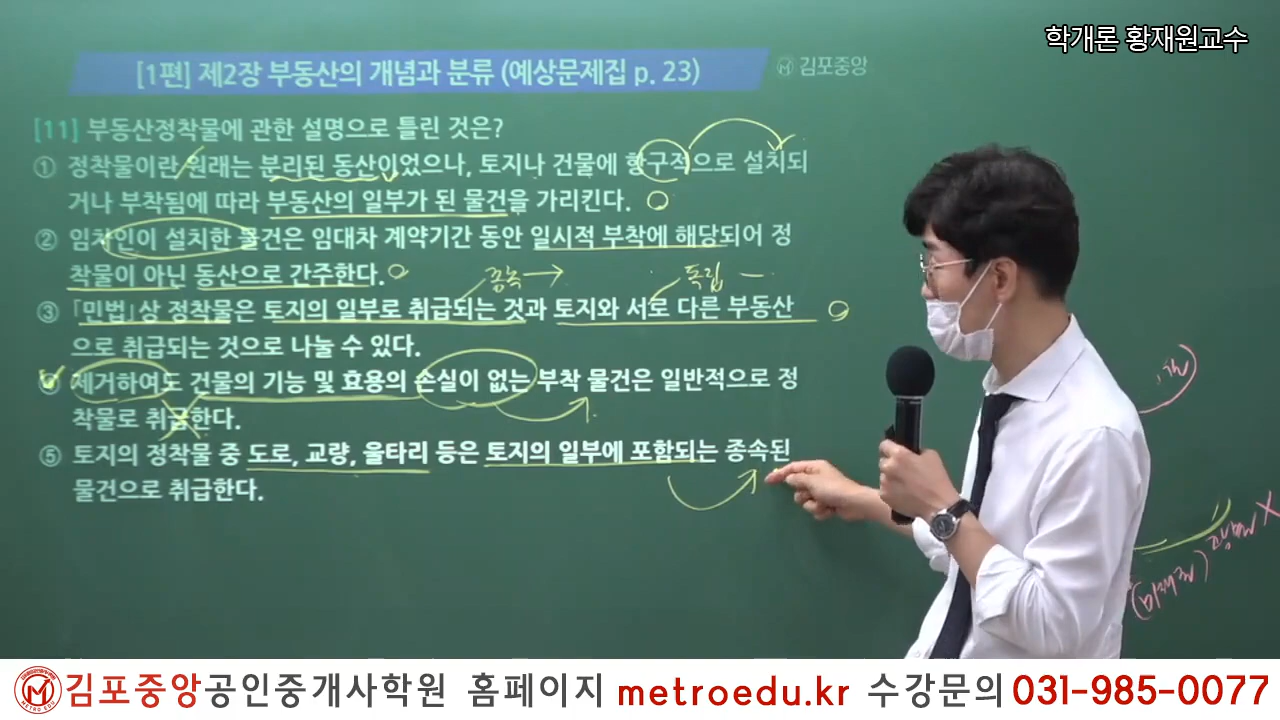 학개론 황재원교수
[1편] 제2장 부동산의 개념과 분류 (예상문제집 p. 23)
김포중앙
[11] 부동산정착물에 관한 설명으로 틀린 것은?
① 정착물이란 원래는 분리된 동산이었으나, 토지나 건물에 항구적으로 설치되
거나 부착됨에 따라 부동산의 일부가 된 물건을 가리킨다.
② 임차인이 설치한 물건은 임대차 계약기간 동안 일시적 부착에 해당되어 정
착물이 아닌 동산으로 간주한다.
종속
독립
③ 「민법」상 정착물은 토지의 일부로 취급되는 것과 토지와 서로 다른 부동산
으로 취급되는 것으로 나눌 수 있다.
제거하여도 건물의 기능 및 효용의 손실이 없는 부착 물건은 일반적으로 정
착물로 취급한다.
⑤ 토지의 정착물 중 도로, 교량, 울타리 등은 토지의 일부에 포함되는 종속된
물건으로 취급한다.
김포중앙공인중개사학원 홈페이지 metroedu.kr 수강문의 031-985-0077
METRO EDU